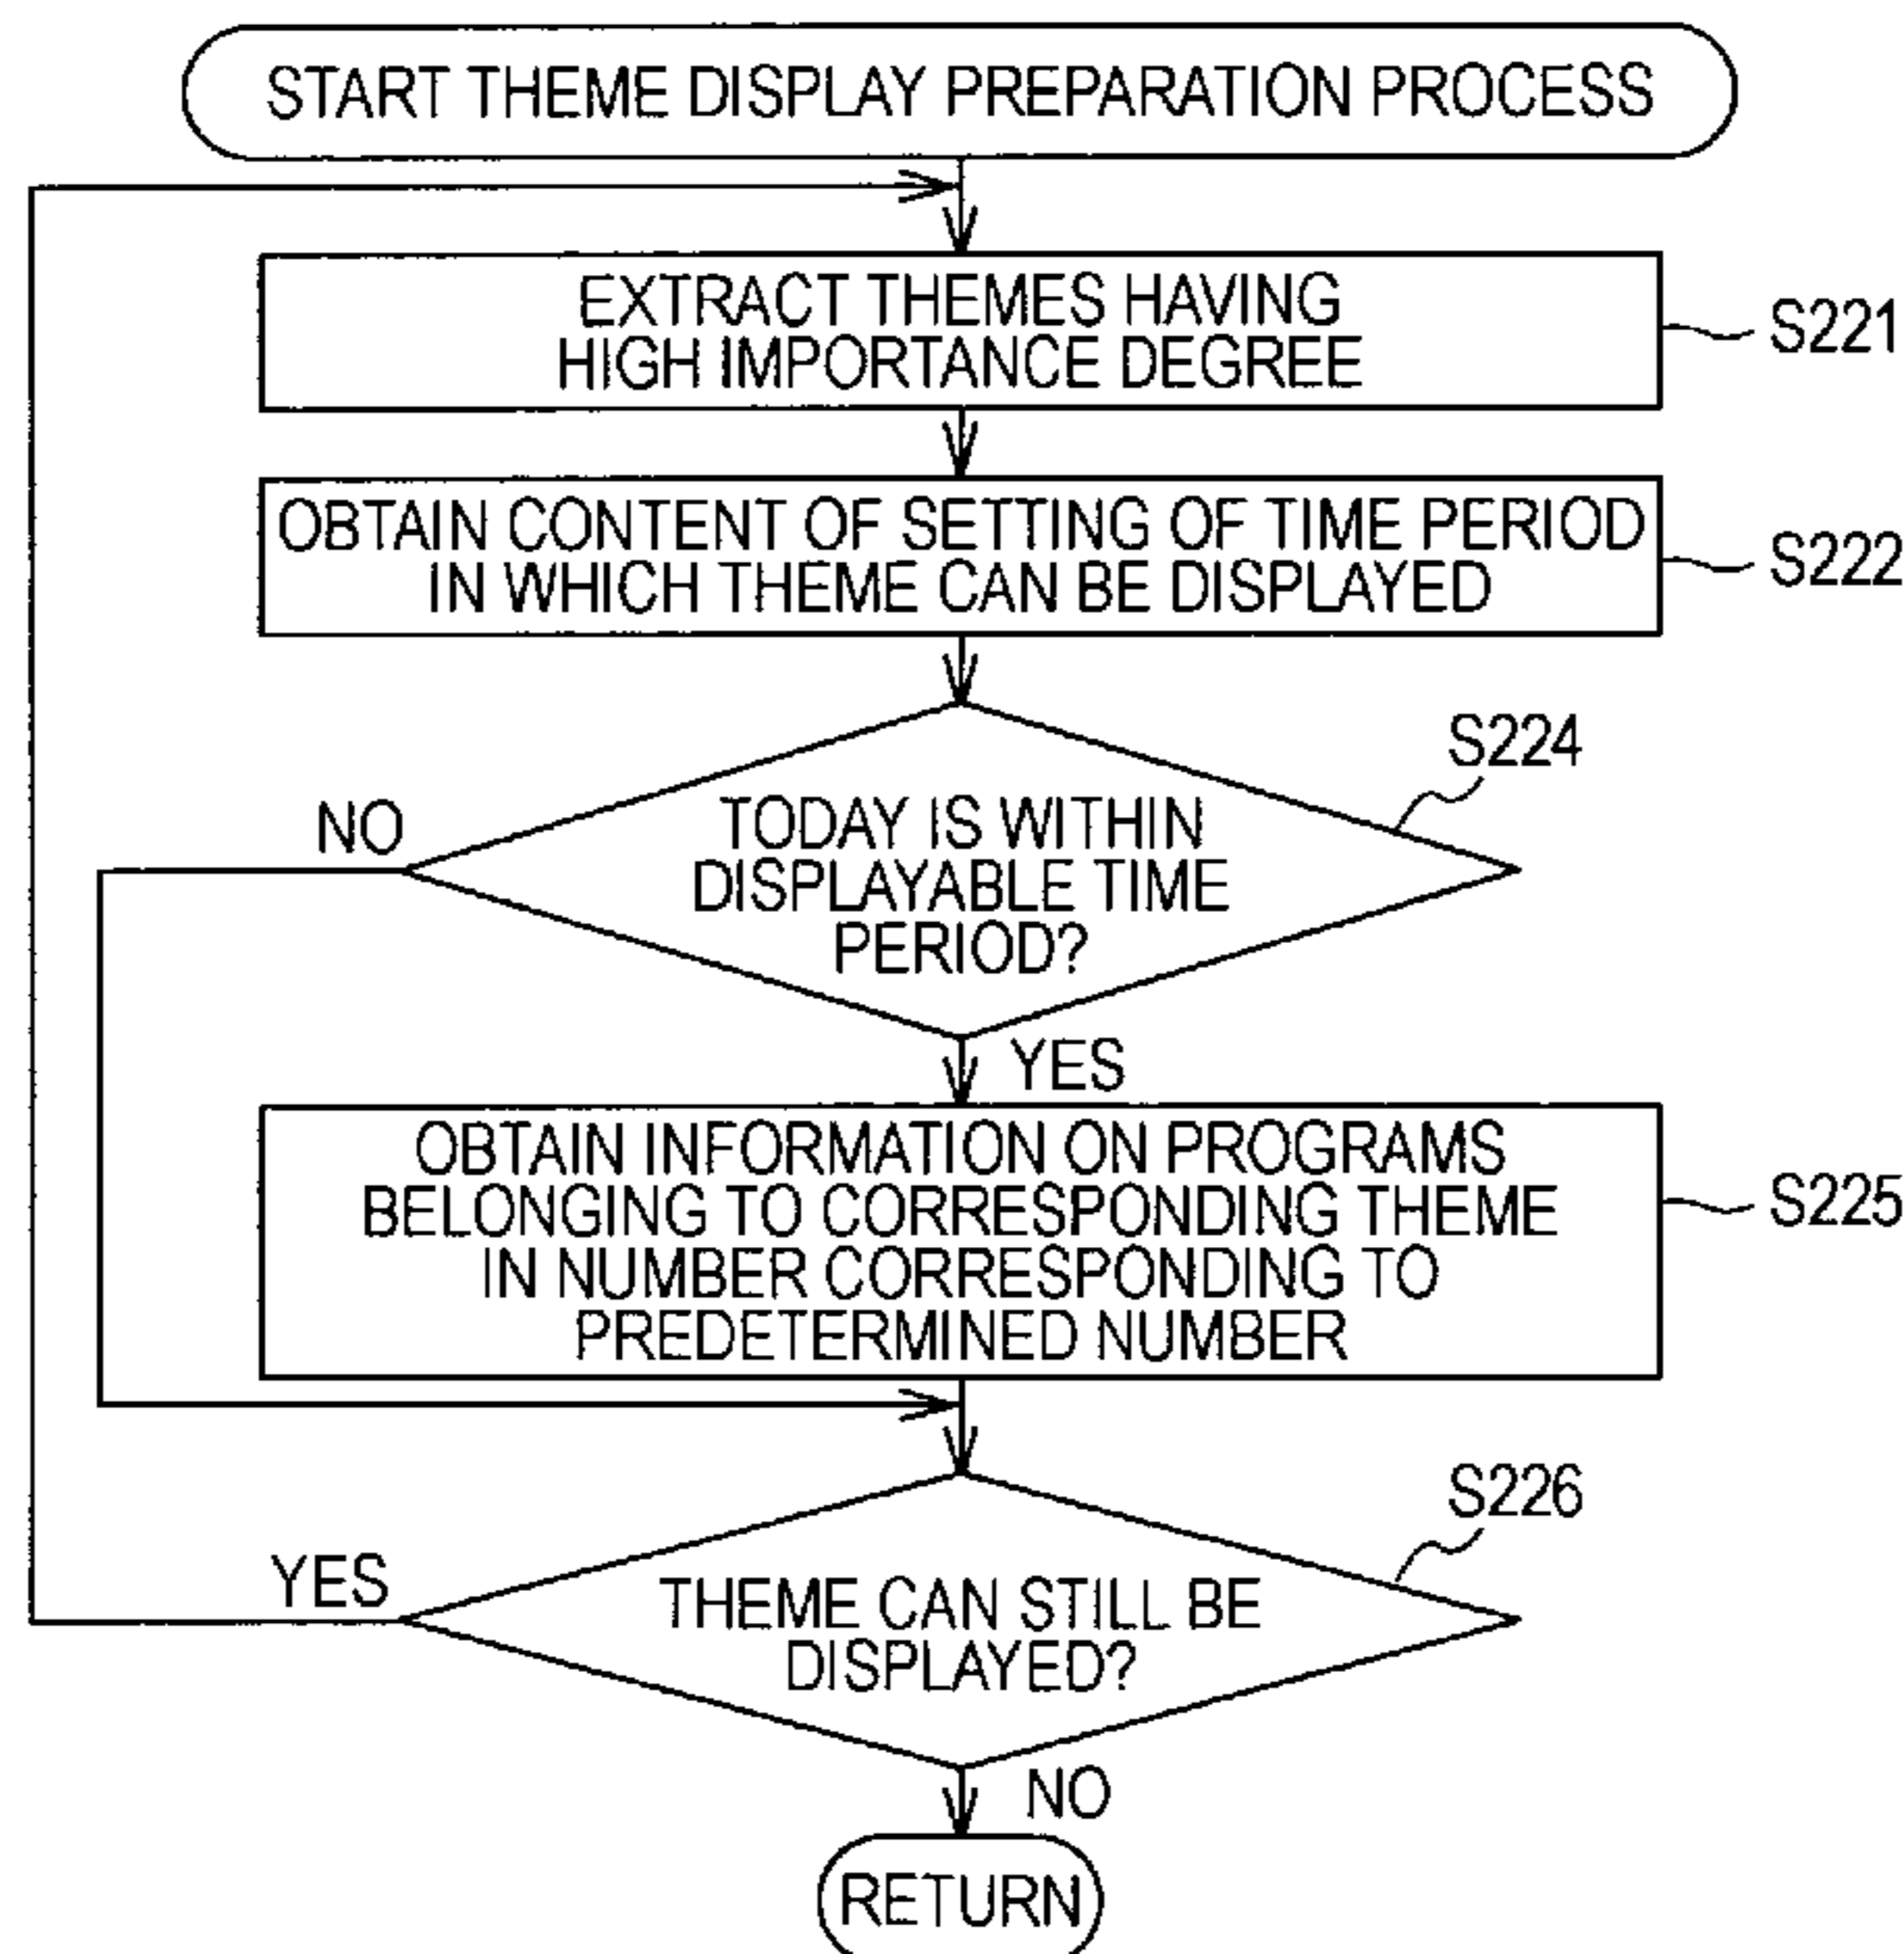 START THEME DISPLAY PREPARATION PROCESS
EXTRACT THEMES HAVING
HIGH IMPORTANCE DEGREE
S221
OBTAIN CONTENT OF SETTING OF TIME PERIOD
IN WHICH THEME CAN BE DISPLAYED
S222
S224
NO
TODAY IS WITHIN
DISPLAYABLE TIME
PERIOD?
YES
OBTAIN INFORMATION ON PROGRAMS
BELONGING TO CORRESPONDING THEME
IN NUMBER CORRESPONDING TO
PREDETERMINED NUMBER
S225
S226
YES
THEME CAN STILL BE
DISPLAYED?
NO
RETURN